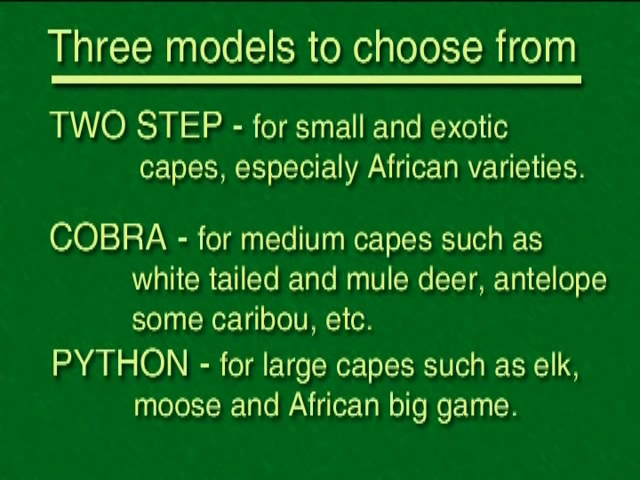 Three models to choose from
TWO STEP - for small and exotic
capes, especialy African varieties.
COBRA - for medium capes such as
white tailed and mule deer, antelope
some caribou, etc.
PYTHON - for large capes such as elk,
moose and African big game.